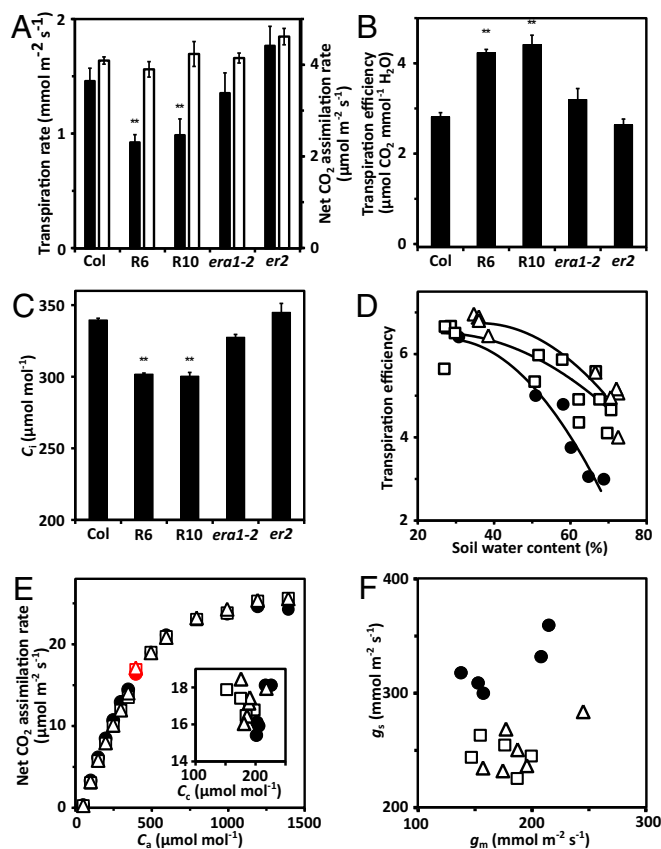 A
Transpiration rate (mmol m⁻² s⁻¹)
2
1
0
**
**
Col
R6
R10
era1-2
er2
4
2
0
Net CO₂ assimilation rate
(µmol m⁻² s⁻¹)
B
Transpiration efficiency
(µmol CO₂ mmol⁻¹ H₂O)
6
4
2
0
**
**
Col
R6
R10
era1-2
er2
C
Cᵢ (µmol mol⁻¹)
350
300
250
200
**
**
Col
R6
R10
era1-2
er2
D
Transpiration efficiency
6
4
2
20
40
60
80
Soil water content (%)
E
Net CO₂ assimilation rate
(µmol m⁻² s⁻¹)
20
10
0
0
500
1000
1500
Cₐ (µmol mol⁻¹)
18
16
14
100
200
C꜀ (µmol mol⁻¹)
F
gₛ (mmol m⁻² s⁻¹)
400
300
200
100
200
300
gₘ (mmol m⁻² s⁻¹)